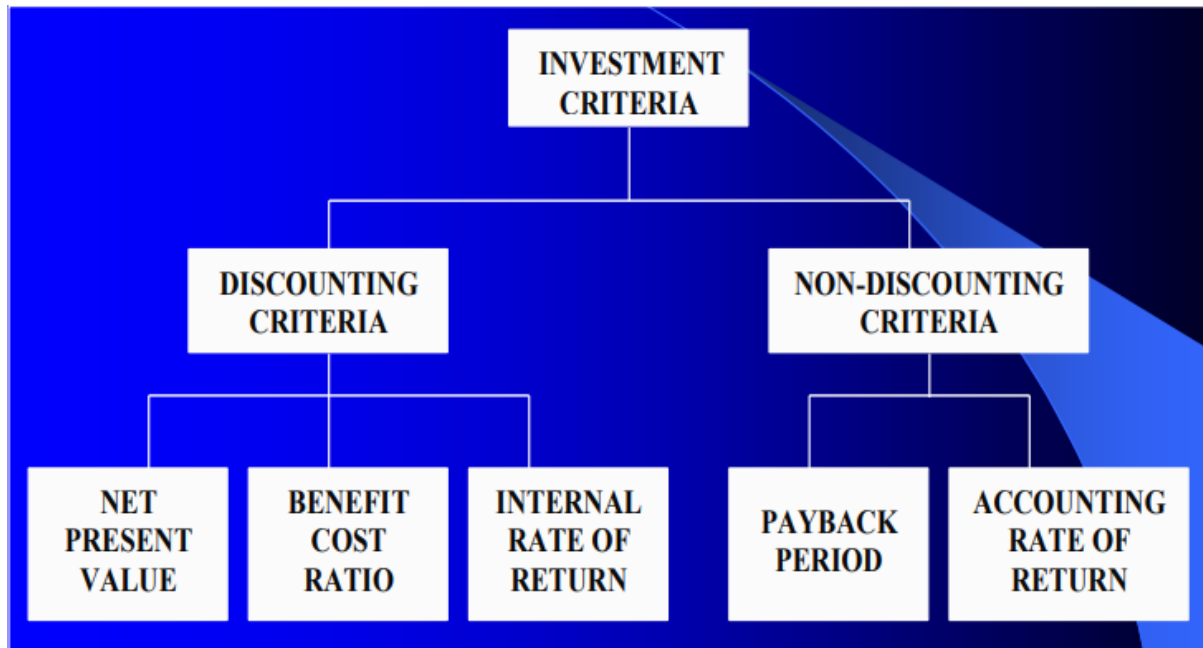 INVESTMENT
CRITERIA
DISCOUNTING
CRITERIA
NON-DISCOUNTING
CRITERIA
NET
PRESENT
VALUE
BENEFIT
COST
RATIO
INTERNAL
RATE OF
RETURN
PAYBACK
PERIOD
ACCOUNTING
RATE OF
RETURN